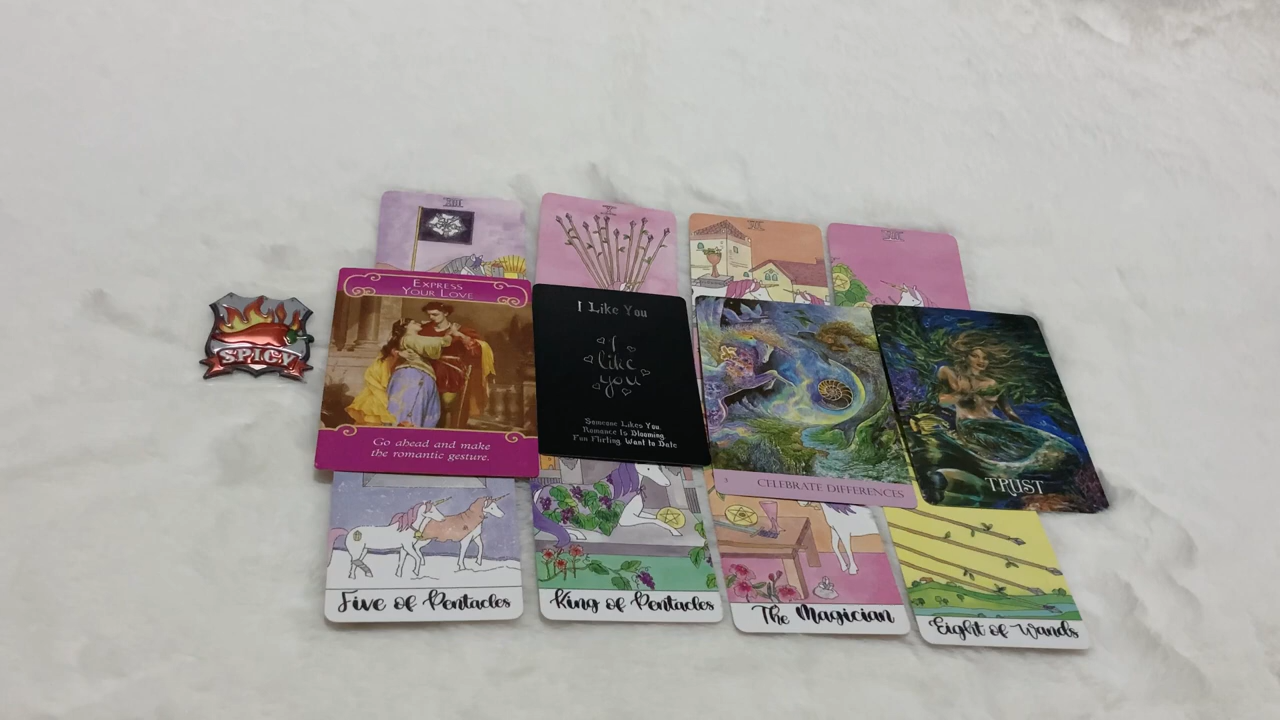 XIII
X
VII
EXPRESS
YOUR LOVE
Go ahead and make
the romantic gesture.
I Like You
I
like
you
Someone Likes You
Romance Is Blooming
Fun Flirting Want to Date
CELEBRATE DIFFERENCES
TRUST
SPICY
Five of Pentacles
King of Pentacles
The Magician
Eight of Wands